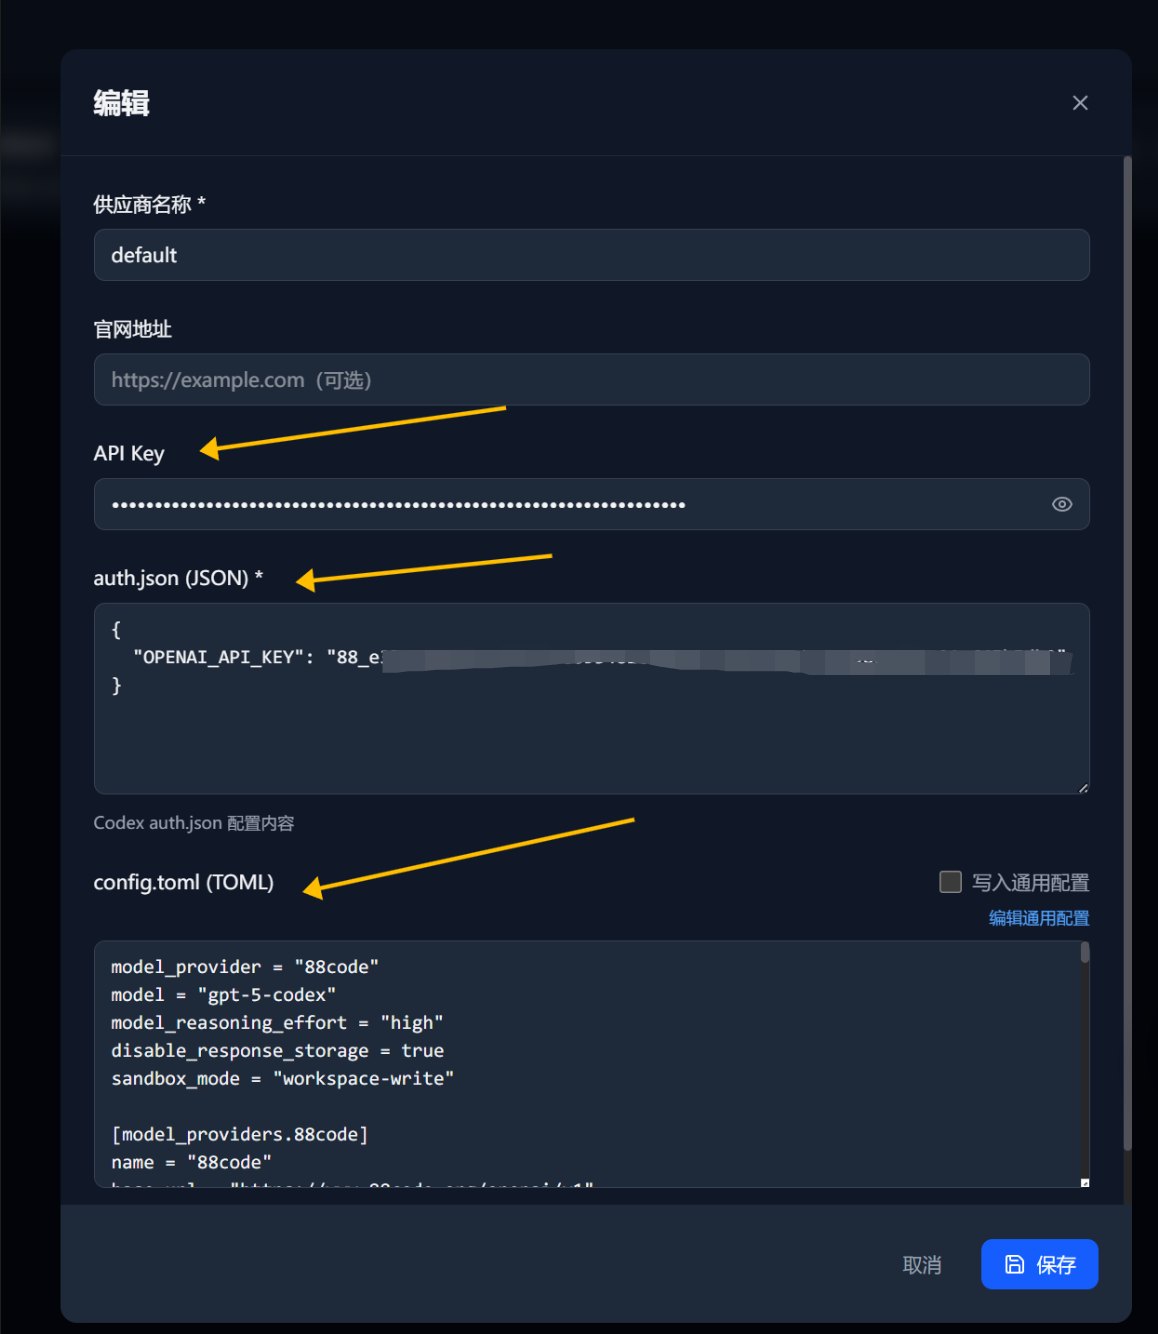 编辑
供应商名称 *
default
官网地址
https://example.com（可选）
API Key
••••••••••••••••••••••••••••••••••••••••••••••••••••••••••••••••••
auth.json (JSON) *
{
"OPENAI_API_KEY": "88_e
}
Codex auth.json 配置内容
config.toml (TOML)
写入通用配置
编辑通用配置
model_provider = "88code"
model = "gpt-5-codex"
model_reasoning_effort = "high"
disable_response_storage = true
sandbox_mode = "workspace-write"
[model_providers.88code]
name = "88code"
取消
保存